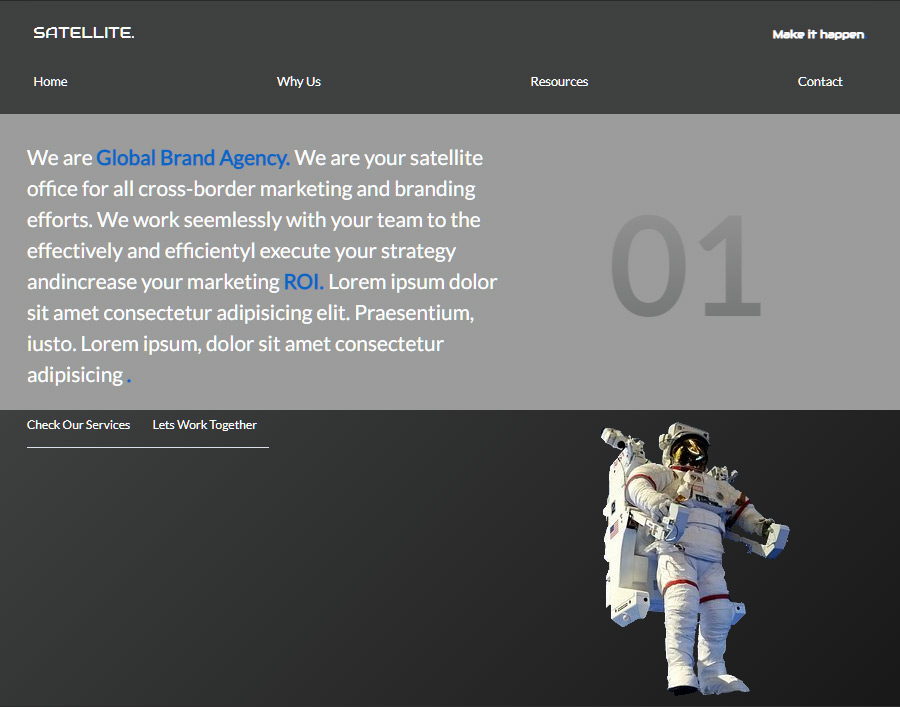 SATELLITE.
Make it happen
Home Why Us Resources Contact
We are Global Brand Agency. We are your satellite
office for all cross-border marketing and branding
efforts. We work seemlessly with your team to the
effectively and efficientyl execute your strategy
andincrease your marketing ROI. Lorem ipsum dolor
sit amet consectetur adipisicing elit. Praesentium,
iusto. Lorem ipsum, dolor sit amet consectetur
adipisicing .
01
Check Our Services Lets Work Together